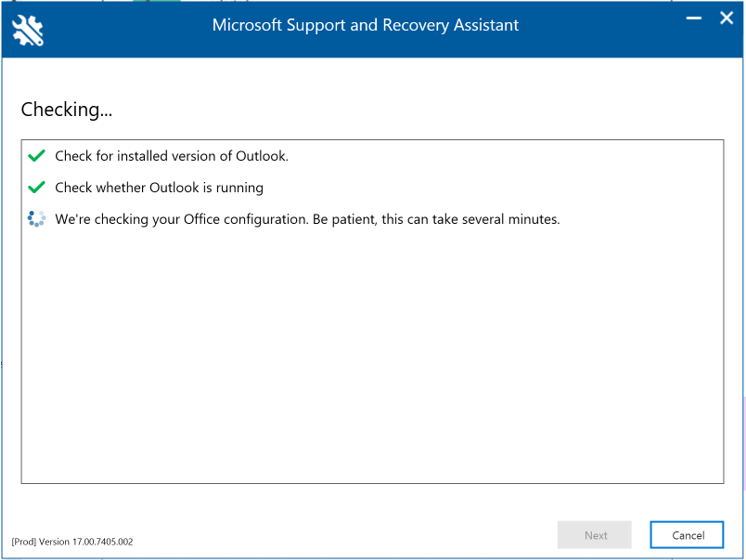 Microsoft Support and Recovery Assistant
Checking...
Check for installed version of Outlook.
Check whether Outlook is running
We're checking your Office configuration. Be patient, this can take several minutes.
Next
Cancel
[Prod] Version 17.00.7405.002